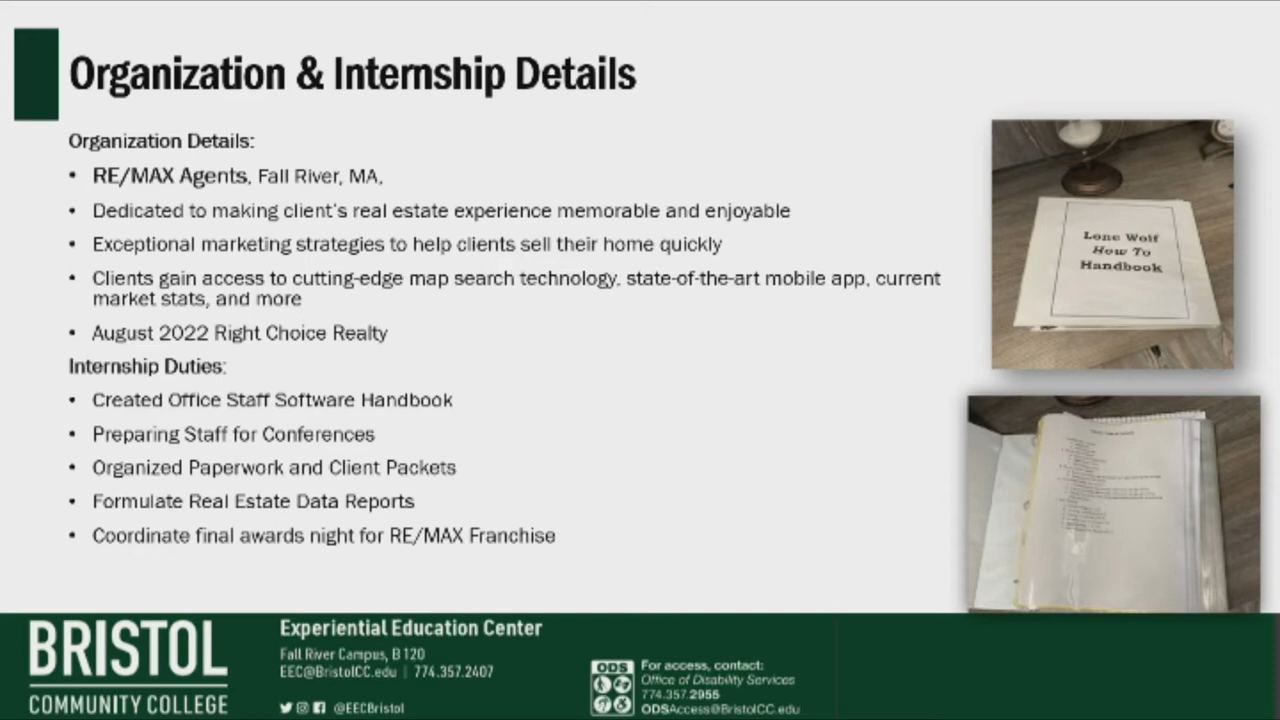 Organization & Internship Details
Organization Details:
• RE/MAX Agents, Fall River, MA,
• Dedicated to making client's real estate experience memorable and enjoyable
• Exceptional marketing strategies to help clients sell their home quickly
• Clients gain access to cutting-edge map search technology, state-of-the-art mobile app, current
market stats, and more
• August 2022 Right Choice Realty
Internship Duties:
• Created Office Staff Software Handbook
• Preparing Staff for Conferences
• Organized Paperwork and Client Packets
• Formulate Real Estate Data Reports
• Coordinate final awards night for RE/MAX Franchise
Lone Wolf
How To
Handbook
BRISTOL
COMMUNITY COLLEGE
Experiential Education Center
Fall River Campus, B 120
EEC@BristolCC.edu | 774.357.2407
@EECBristol
ODS
For access, contact:
Office of Disability Services
774.357.2955
ODSAccess@BristolCC.edu